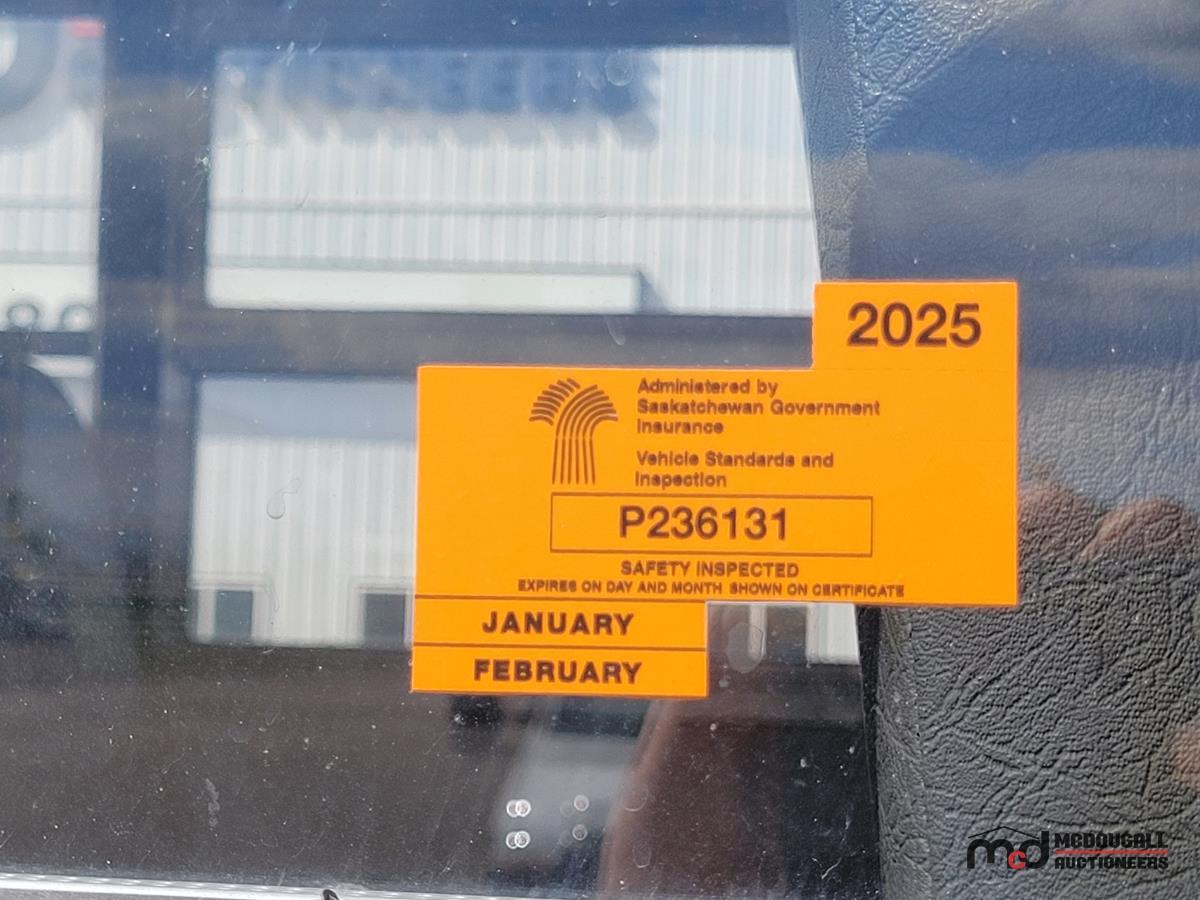 2025
Administered by
Saskatchewan Government
Insurance
Vehicle Standards and
Inspection
P236131
SAFETY INSPECTED
EXPIRES ON DAY AND MONTH SHOWN ON CERTIFICATE
JANUARY
FEBRUARY
mcd MCDOUGALL
AUCTIONEERS